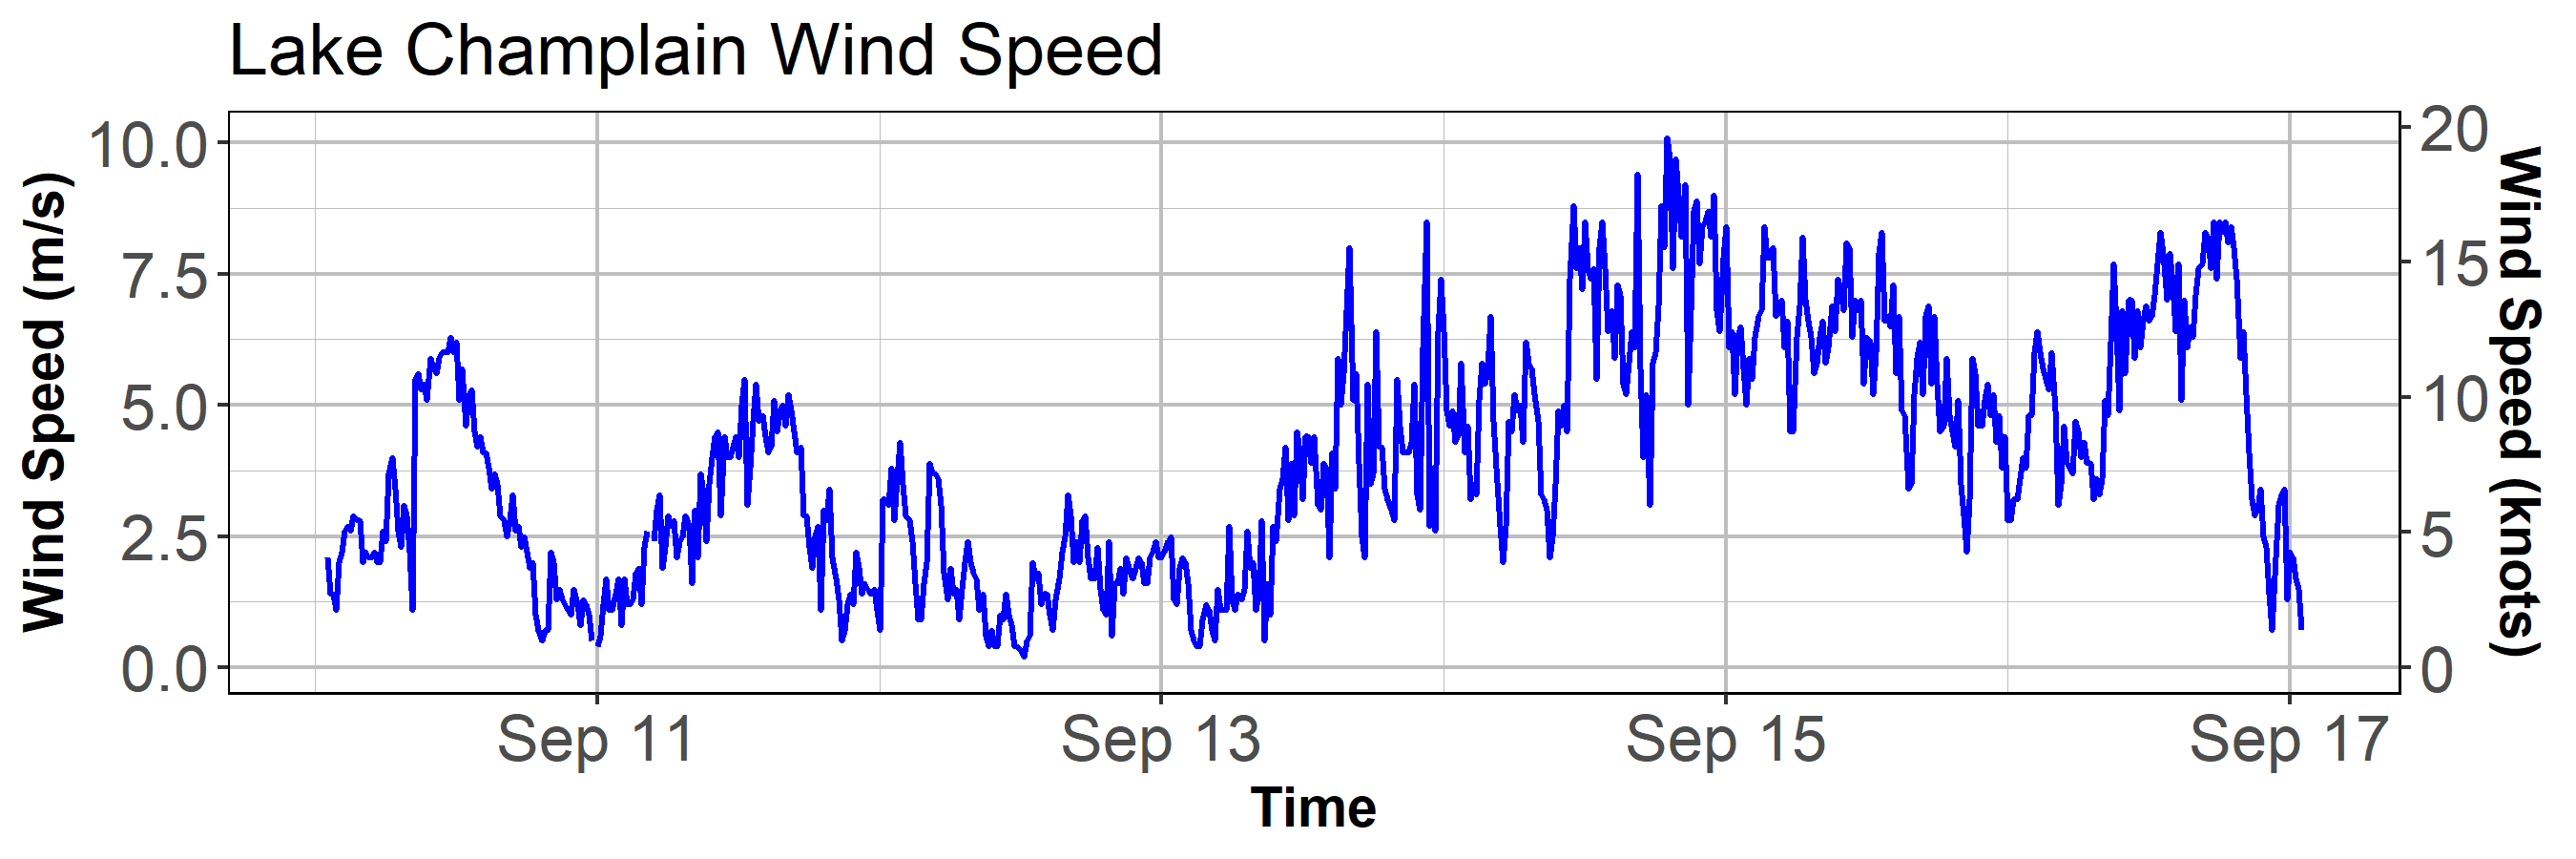 Lake Champlain Wind Speed
Wind Speed (m/s)
10.0
7.5
5.0
2.5
0.0
20
15
10
5
0
Wind Speed (knots)
Sep 11
Sep 13
Sep 15
Sep 17
Time